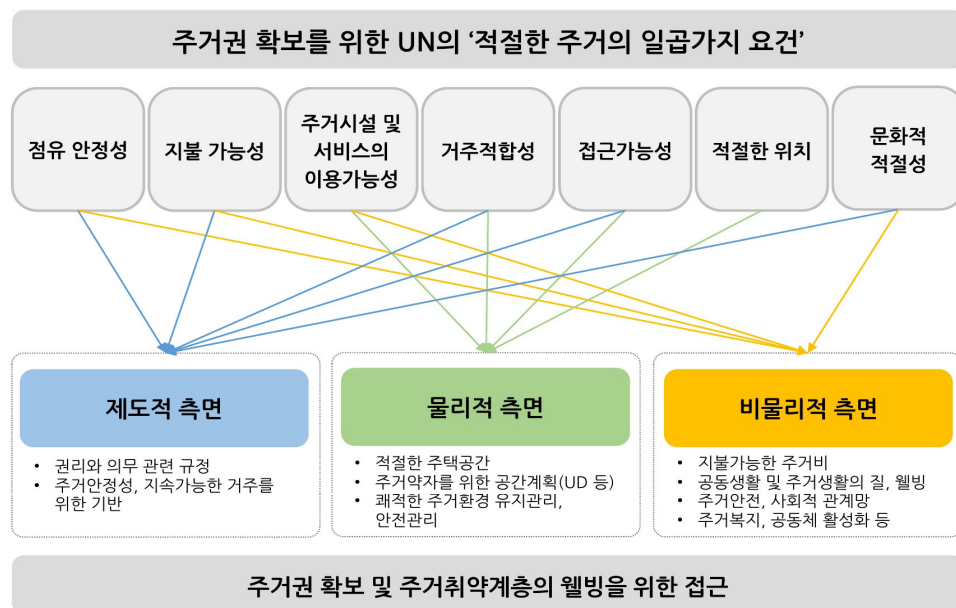 주거권 확보를 위한 UN의 ‘적절한 주거의 일곱가지 요건’
점유 안정성
지불 가능성
주거시설 및
서비스의
이용가능성
거주적합성
접근가능성
적절한 위치
문화적
적절성
제도적 측면
• 권리와 의무 관련 규정
• 주거안정성, 지속가능한 거주를
위한 기반
물리적 측면
• 적절한 주택공간
• 주거약자를 위한 공간계획(UD 등)
• 쾌적한 주거환경 유지관리,
안전관리
비물리적 측면
• 지불가능한 주거비
• 공동생활 및 주거생활의 질, 웰빙
• 주거안전, 사회적 관계망
• 주거복지, 공동체 활성화 등
주거권 확보 및 주거취약계층의 웰빙을 위한 접근